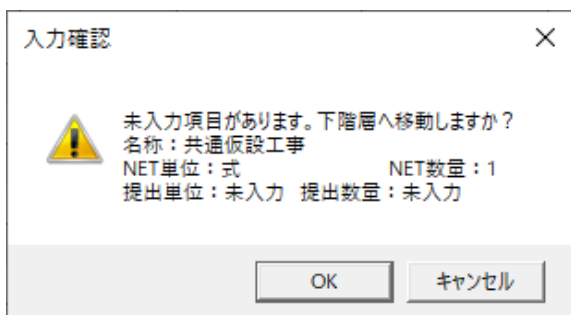 入力確認
未入力項目があります。下階層へ移動しますか？
名称：共通仮設工事
NET単位：式 NET数量：1
提出単位：未入力 提出数量：未入力
OK キャンセル